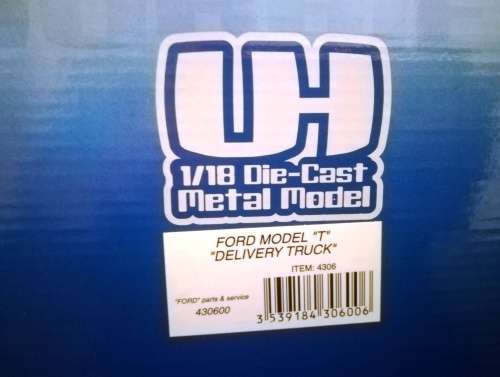 UH
1/18 Die-Cast
Metal Model
FORD MODEL "T"
"DELIVERY TRUCK"
ITEM: 4306
"FORD" parts & service
430600
3 539184 306006